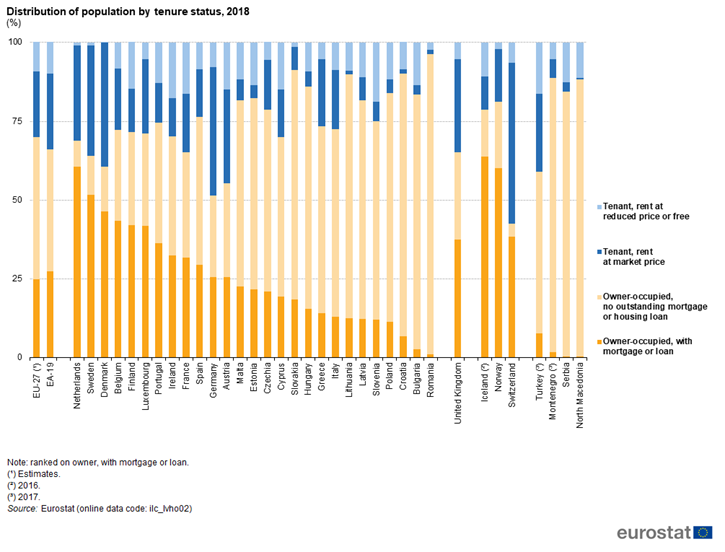 Distribution of population by tenure status, 2018
(%)
100
75
50
25
0
EU-27 (¹)
EA-19
Netherlands
Sweden
Denmark
Belgium
Finland
Luxembourg
Portugal
Ireland
France
Spain
Germany
Austria
Malta
Estonia
Czechia
Cyprus
Slovakia
Hungary
Greece
Italy
Lithuania
Latvia
Slovenia
Poland
Croatia
Bulgaria
Romania
United Kingdom
Iceland (²)
Norway
Switzerland
Turkey (³)
Montenegro (³)
Serbia
North Macedonia
Tenant, rent at
reduced price or free
Tenant, rent
at market price
Owner-occupied,
no outstanding mortgage
or housing loan
Owner-occupied, with
mortgage or loan
Note: ranked on owner, with mortgage or loan.
(¹) Estimates.
(²) 2016.
(³) 2017.
Source: Eurostat (online data code: ilc_lvho02)
eurostat